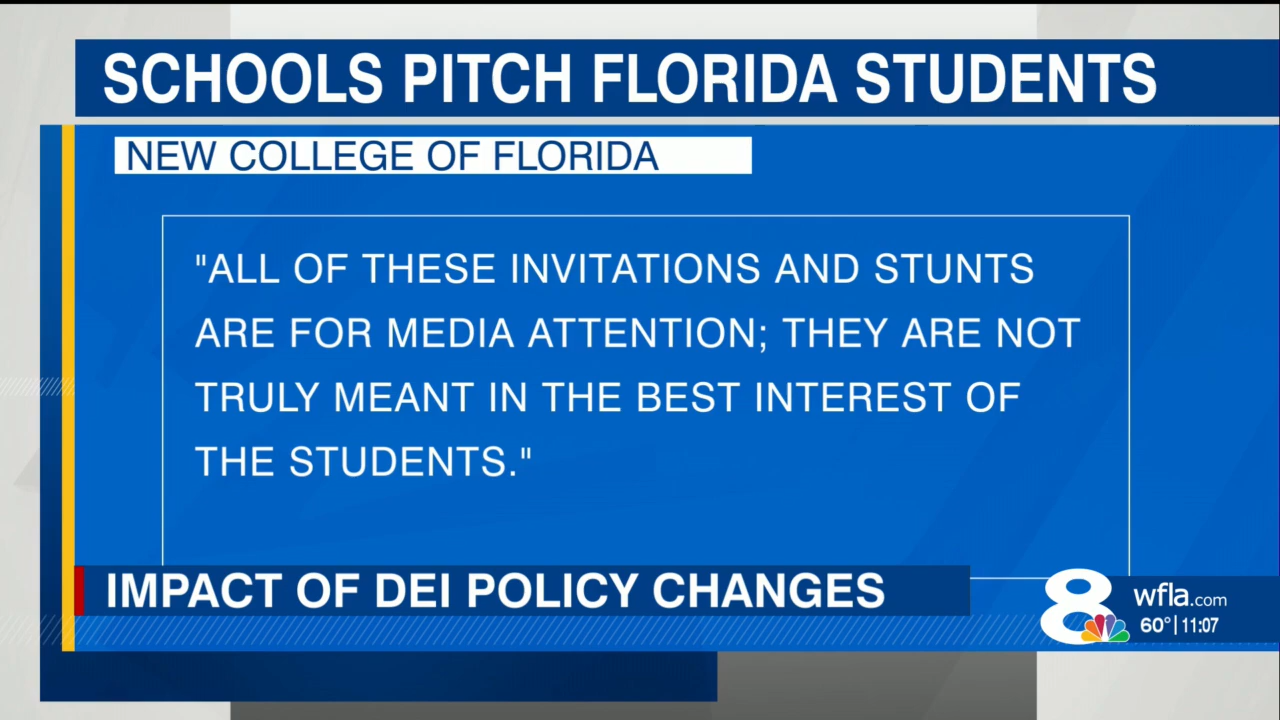 SCHOOLS PITCH FLORIDA STUDENTS
NEW COLLEGE OF FLORIDA
"ALL OF THESE INVITATIONS AND STUNTS
ARE FOR MEDIA ATTENTION; THEY ARE NOT
TRULY MEANT IN THE BEST INTEREST OF
THE STUDENTS."
IMPACT OF DEI POLICY CHANGES
8
wfla.com
60° | 11:07